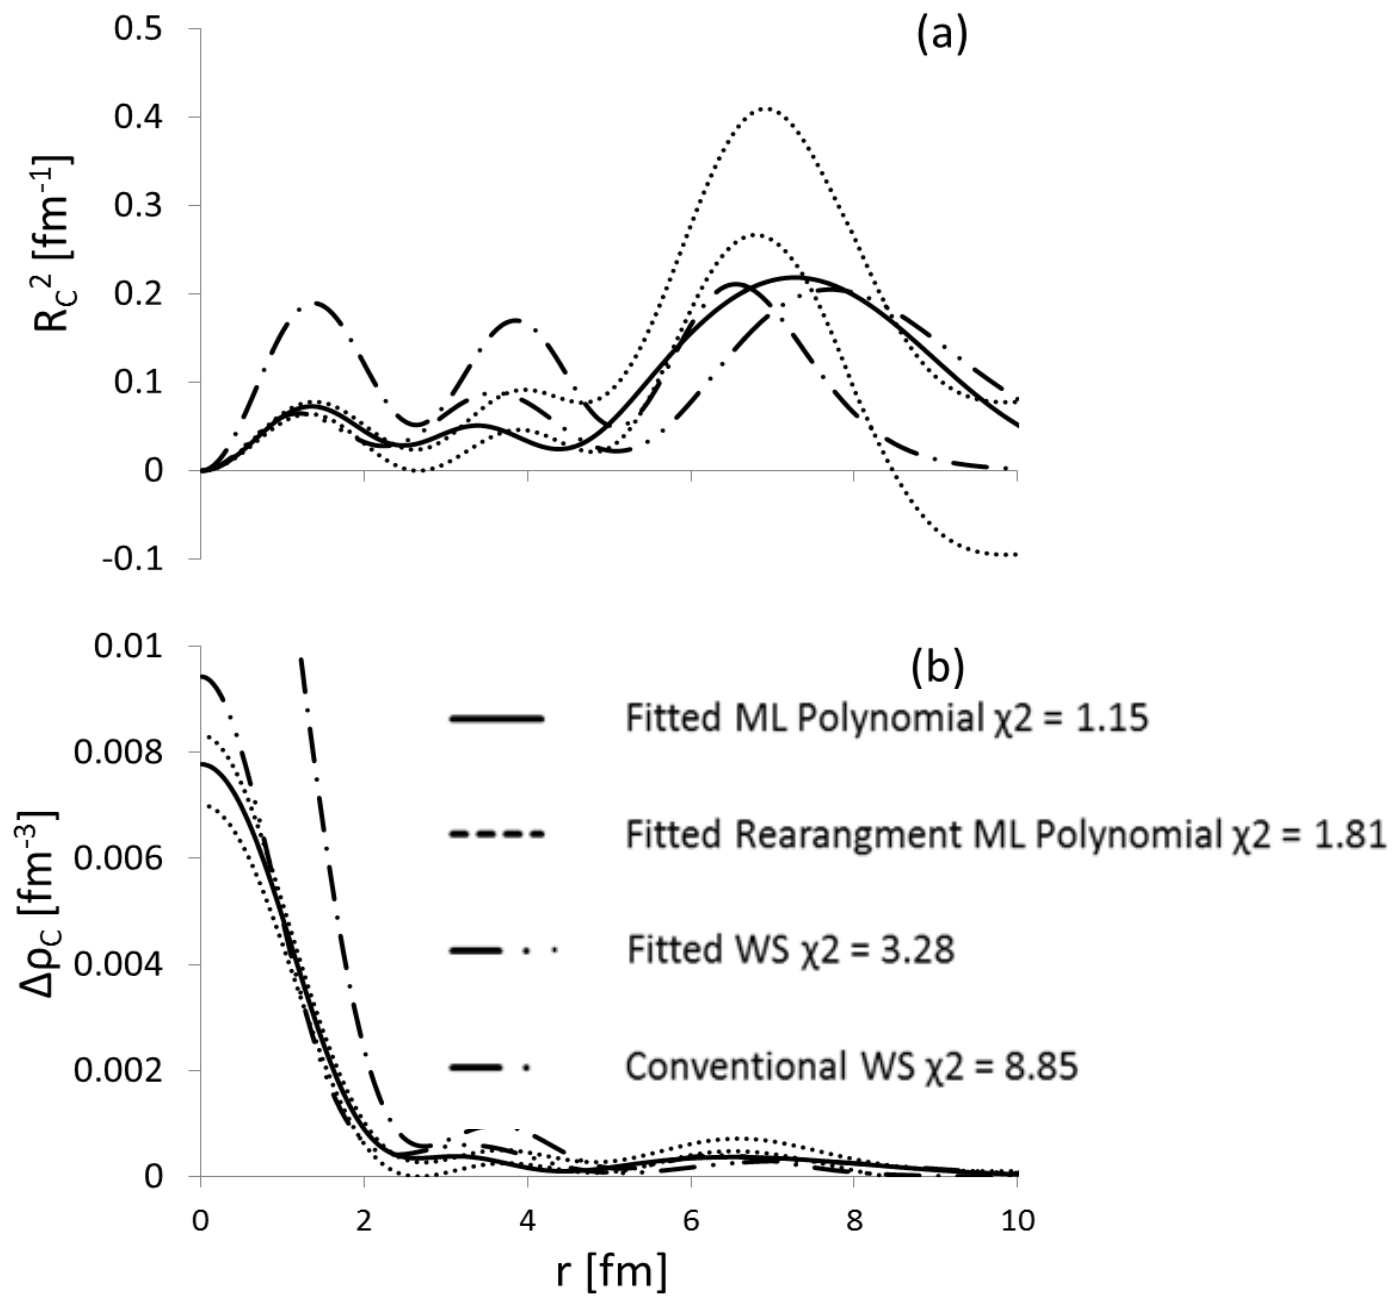 (a)
0.5
0.4
0.3
0.2
0.1
0
-0.1
R_C^2 [fm^-1]
(b)
0.01
0.008
0.006
0.004
0.002
0
Δρ_C [fm^-3]
Fitted ML Polynomial χ2 = 1.15
Fitted Rearangment ML Polynomial χ2 = 1.81
Fitted WS χ2 = 3.28
Conventional WS χ2 = 8.85
0 2 4 6 8 10
r [fm]